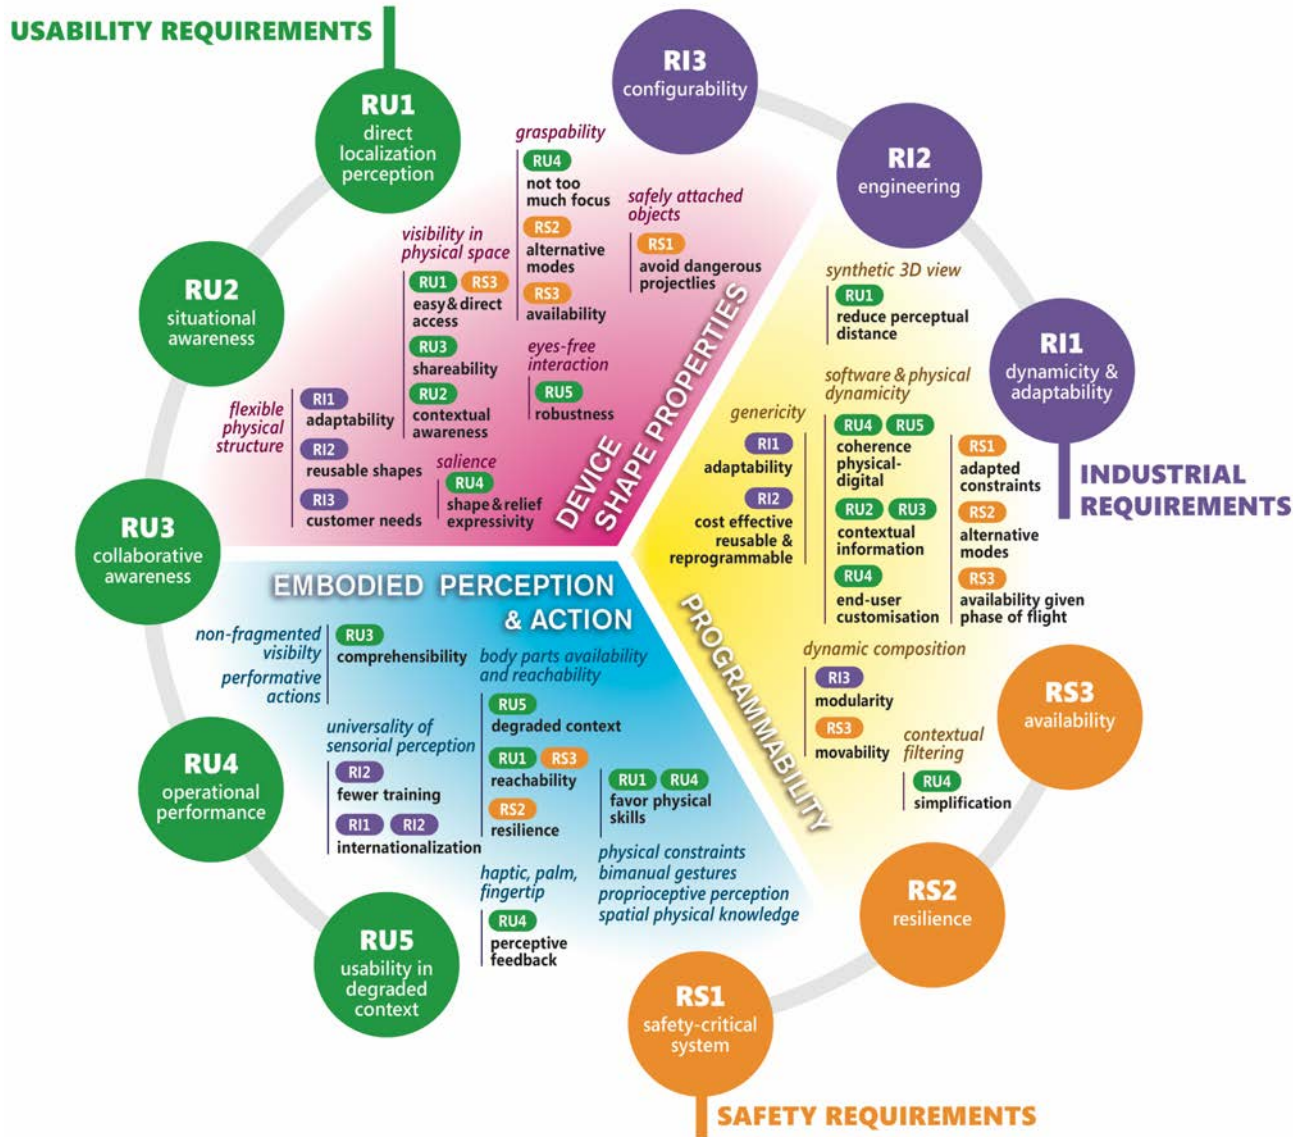 USABILITY REQUIREMENTS
RU1
direct
localization
perception
RU2
situational
awareness
RU3
collaborative
awareness
RU4
operational
performance
RU5
usability in
degraded
context
RI3
configurability
RI2
engineering
RI1
dynamicity &
adaptability
INDUSTRIAL
REQUIREMENTS
RS3
availability
RS2
resilience
RS1
safety-critical
system
SAFETY REQUIREMENTS
DEVICE
SHAPE PROPERTIES
graspability
RU4
not too
much focus
RS2
alternative
modes
RS3
availability
safely attached
objects
RS1
avoid dangerous
projectlies
visibility in
physical space
RU1 RS3
easy & direct
access
RU3
shareability
RU2
contextual
awareness
eyes-free
interaction
RU5
robustness
flexible
physical
structure
RI1
adaptability
RI2
reusable shapes
RI3
customer needs
salience
RU4
shape & relief
expressivity
PROGRAMMABILITY
synthetic 3D view
RU1
reduce perceptual
distance
software & physical
dynamicity
RU4 RU5
coherence
physical-
digital
RU2 RU3
contextual
information
RU4
end-user
customisation
RS1
adapted
constraints
RS2
alternative
modes
RS3
availability given
phase of flight
genericity
RI1
adaptability
RI2
cost effective
reusable &
reprogrammable
dynamic composition
RI3
modularity
RS3
movability
contextual
filtering
RU4
simplification
EMBODIED PERCEPTION
& ACTION
non-fragmented
visibilty
performative
actions
RU3
comprehensibility
body parts availability
and reachability
RU5
degraded context
RU1 RS3
reachability
RS2
resilience
universality of
sensorial perception
RI2
fewer training
RI1 RI2
internationalization
RU1 RU4
favor physical
skills
physical constraints
bimanual gestures
proprioceptive perception
spatial physical knowledge
haptic, palm,
fingertip
RU4
perceptive
feedback